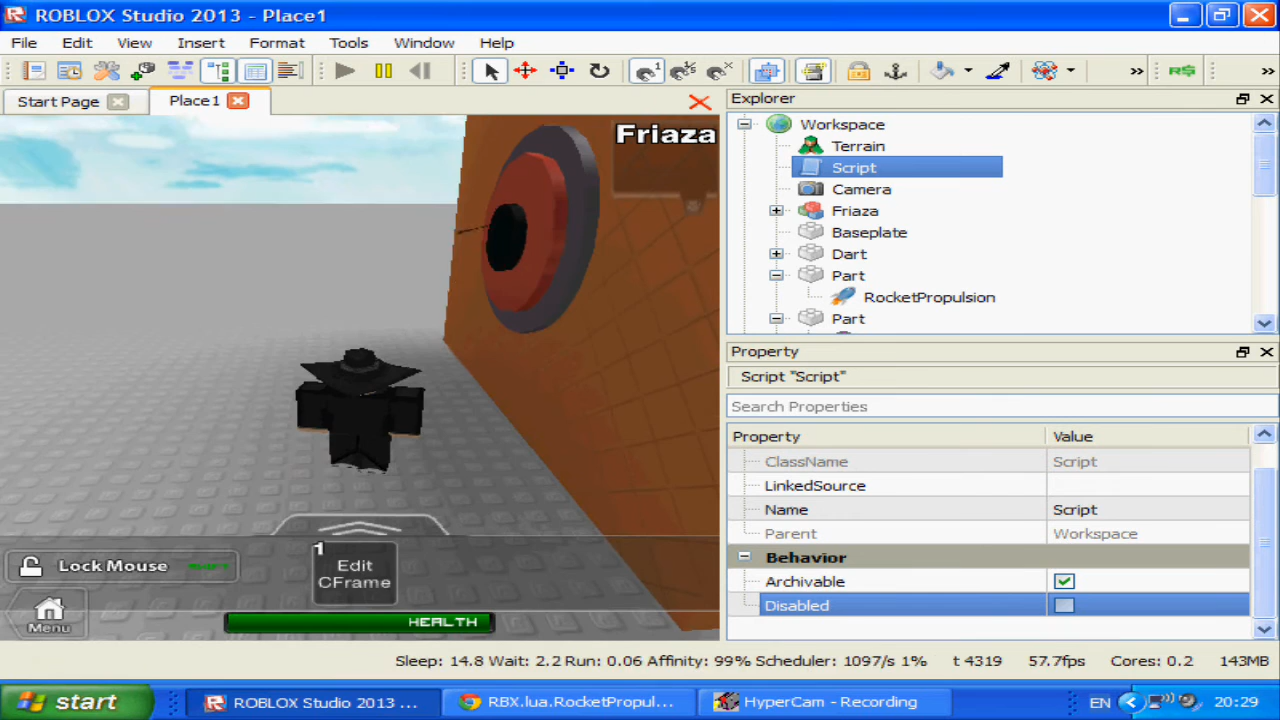 ROBLOX Studio 2013 - Place1
File Edit View Insert Format Tools Window Help
R$
Start Page Place1
Friaza
Lock Mouse SHIFT
1
Edit
CFrame
Menu
HEALTH
Explorer
Workspace
Terrain
Script
Camera
Friaza
Baseplate
Dart
Part
RocketPropulsion
Part
Property
Script "Script"
Search Properties
Property Value
ClassName Script
LinkedSource
Name Script
Parent Workspace
Behavior
Archivable
Disabled
Sleep: 14.8 Wait: 2.2 Run: 0.06 Affinity: 99% Scheduler: 1097/s 1% t 4319 57.7fps Cores: 0.2 143MB
start ROBLOX Studio 2013 ... RBX.lua.RocketPropul... HyperCam - Recording EN 20:29